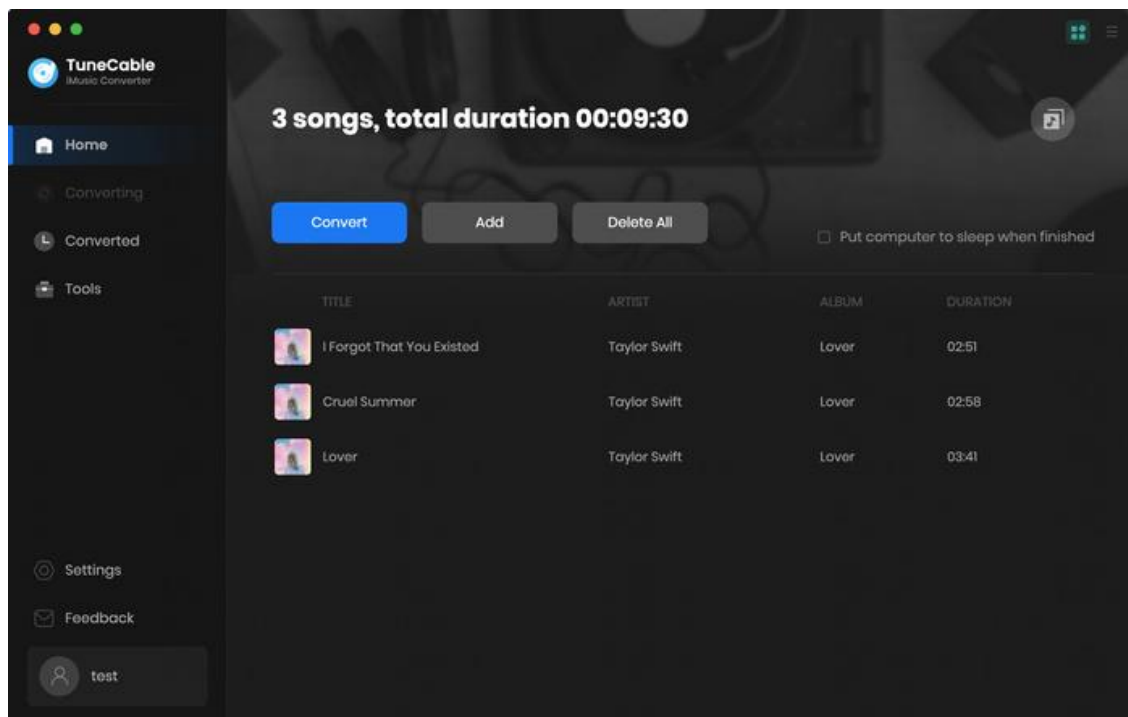 TuneCable
iMusic Converter
Home
Converting
Converted
Tools
Settings
Feedback
test
3 songs, total duration 00:09:30
Convert Add Delete All
Put computer to sleep when finished
TITLE ARTIST ALBUM DURATION
I Forgot That You Existed Taylor Swift Lover 02:51
Cruel Summer Taylor Swift Lover 02:58
Lover Taylor Swift Lover 03:41